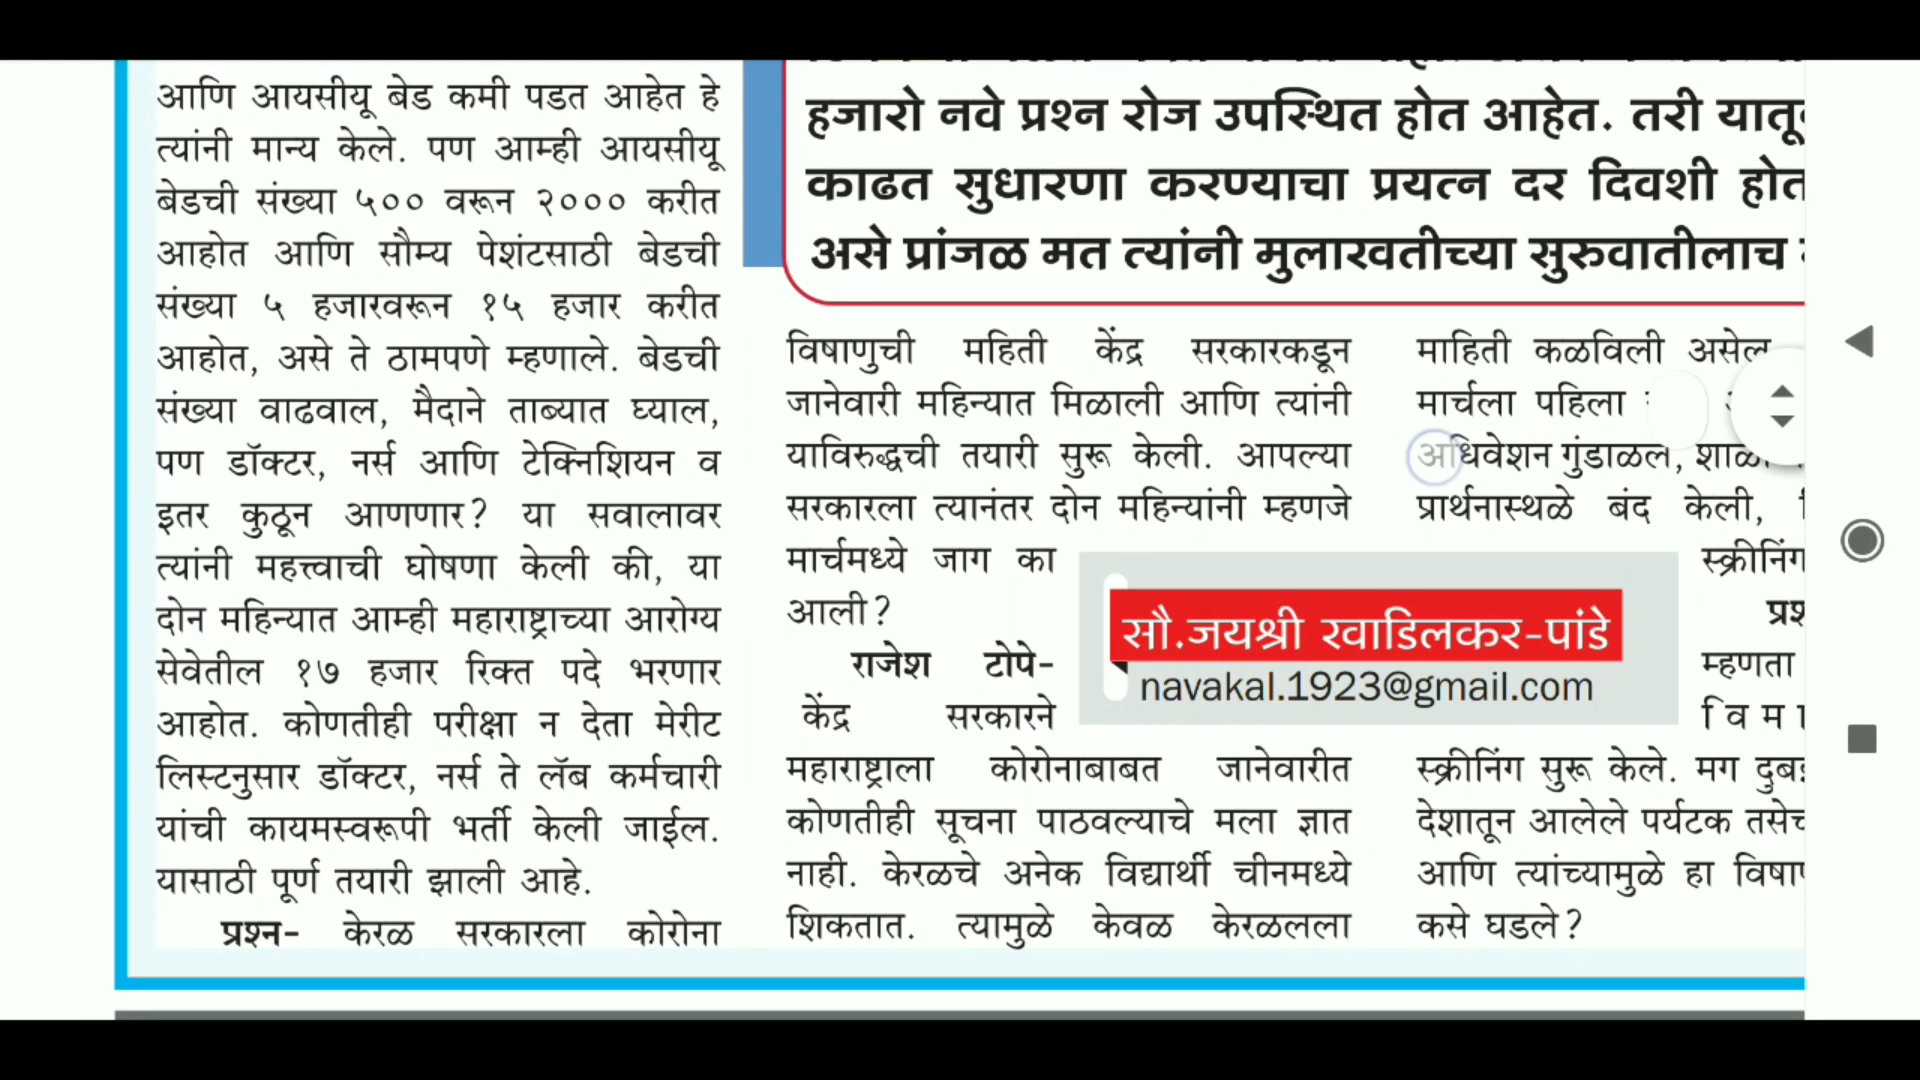 आणि आयसीयू बेड कमी पडत आहेत हे
त्यांनी मान्य केले. पण आम्ही आयसीयू
बेडची संख्या ५०० वरून २००० करीत
आहोत आणि सौम्य पेशंटसाठी बेडची
संख्या ५ हजारवरून १५ हजार करीत
आहोत, असे ते ठामपणे म्हणाले. बेडची
संख्या वाढवाल, मैदाने ताब्यात घ्याल,
पण डॉक्टर, नर्स आणि टेक्निशियन व
इतर कुठून आणणार? या सवालावर
त्यांनी महत्त्वाची घोषणा केली की, या
दोन महिन्यात आम्ही महाराष्ट्राच्या आरोग्य
सेवेतील १७ हजार रिक्त पदे भरणार
आहोत. कोणतीही परीक्षा न देता मेरीट
लिस्टनुसार डॉक्टर, नर्स ते लॅब कर्मचारी
यांची कायमस्वरूपी भर्ती केली जाईल.
यासाठी पूर्ण तयारी झाली आहे.
प्रश्न- केरळ सरकारला कोरोना
हजारो नवे प्रश्न रोज उपस्थित होत आहेत. तरी
काढत सुधारणा करण्याचा प्रयत्न दर दिवशी
असे प्रांजळ मत त्यांनी मुलाखतीच्या सुरुवातीलाच
विषाणुची महिती केंद्र सरकारकडून
जानेवारी महिन्यात मिळाली आणि त्यांनी
याविरुद्धची तयारी सुरू केली. आपल्या
सरकारला त्यानंतर दोन महिन्यांनी म्हणजे
मार्चमध्ये जाग का
आली?
राजेश टोपे-
केंद्र सरकारने
महाराष्ट्राला कोरोनाबाबत जानेवारीत
कोणतीही सूचना पाठवल्याचे मला ज्ञात
नाही. केरळचे अनेक विद्यार्थी चीनमध्ये
शिकतात. त्यामुळे केवळ केरळलला
सौ.जयश्री खाडिलकर-पांडे
navakal.1923@gmail.com
माहिती कळविली असेल
मार्चला पहिला
अधिवेशन गुंडाळल, शाळा
प्रार्थनास्थळे बंद केली,
स्क्रीनिंग
म्हणता
स्क्रीनिंग सुरू केले. मग
देशातून आलेले पर्यटक तसेच
आणि त्यांच्यामुळे हा
कसे घडले?